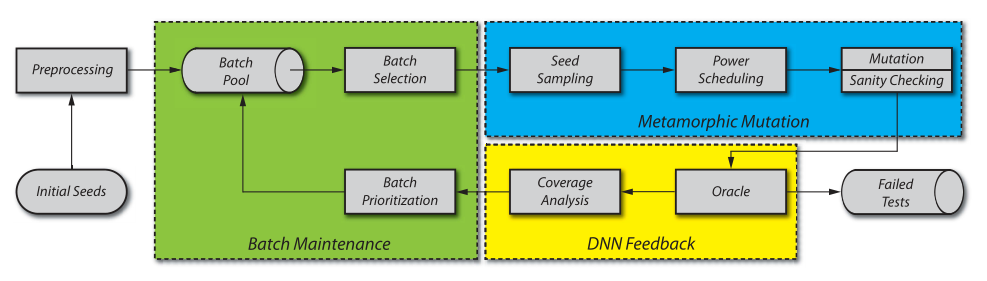 Preprocessing
Initial Seeds
Batch
Pool
Batch
Selection
Batch
Prioritization
Batch Maintenance
Seed
Sampling
Power
Scheduling
Mutation
Sanity Checking
Metamorphic Mutation
Coverage
Analysis
Oracle
DNN Feedback
Failed
Tests